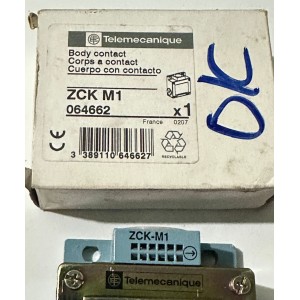 Telemecanique
Body contact
Corps a contact
Cuerpo con contacto
ZCK M1
064662
x 1
France 0207
CE
RECYCLABLE
3 389110 646627
OK
ZCK-M1
Telemecanique